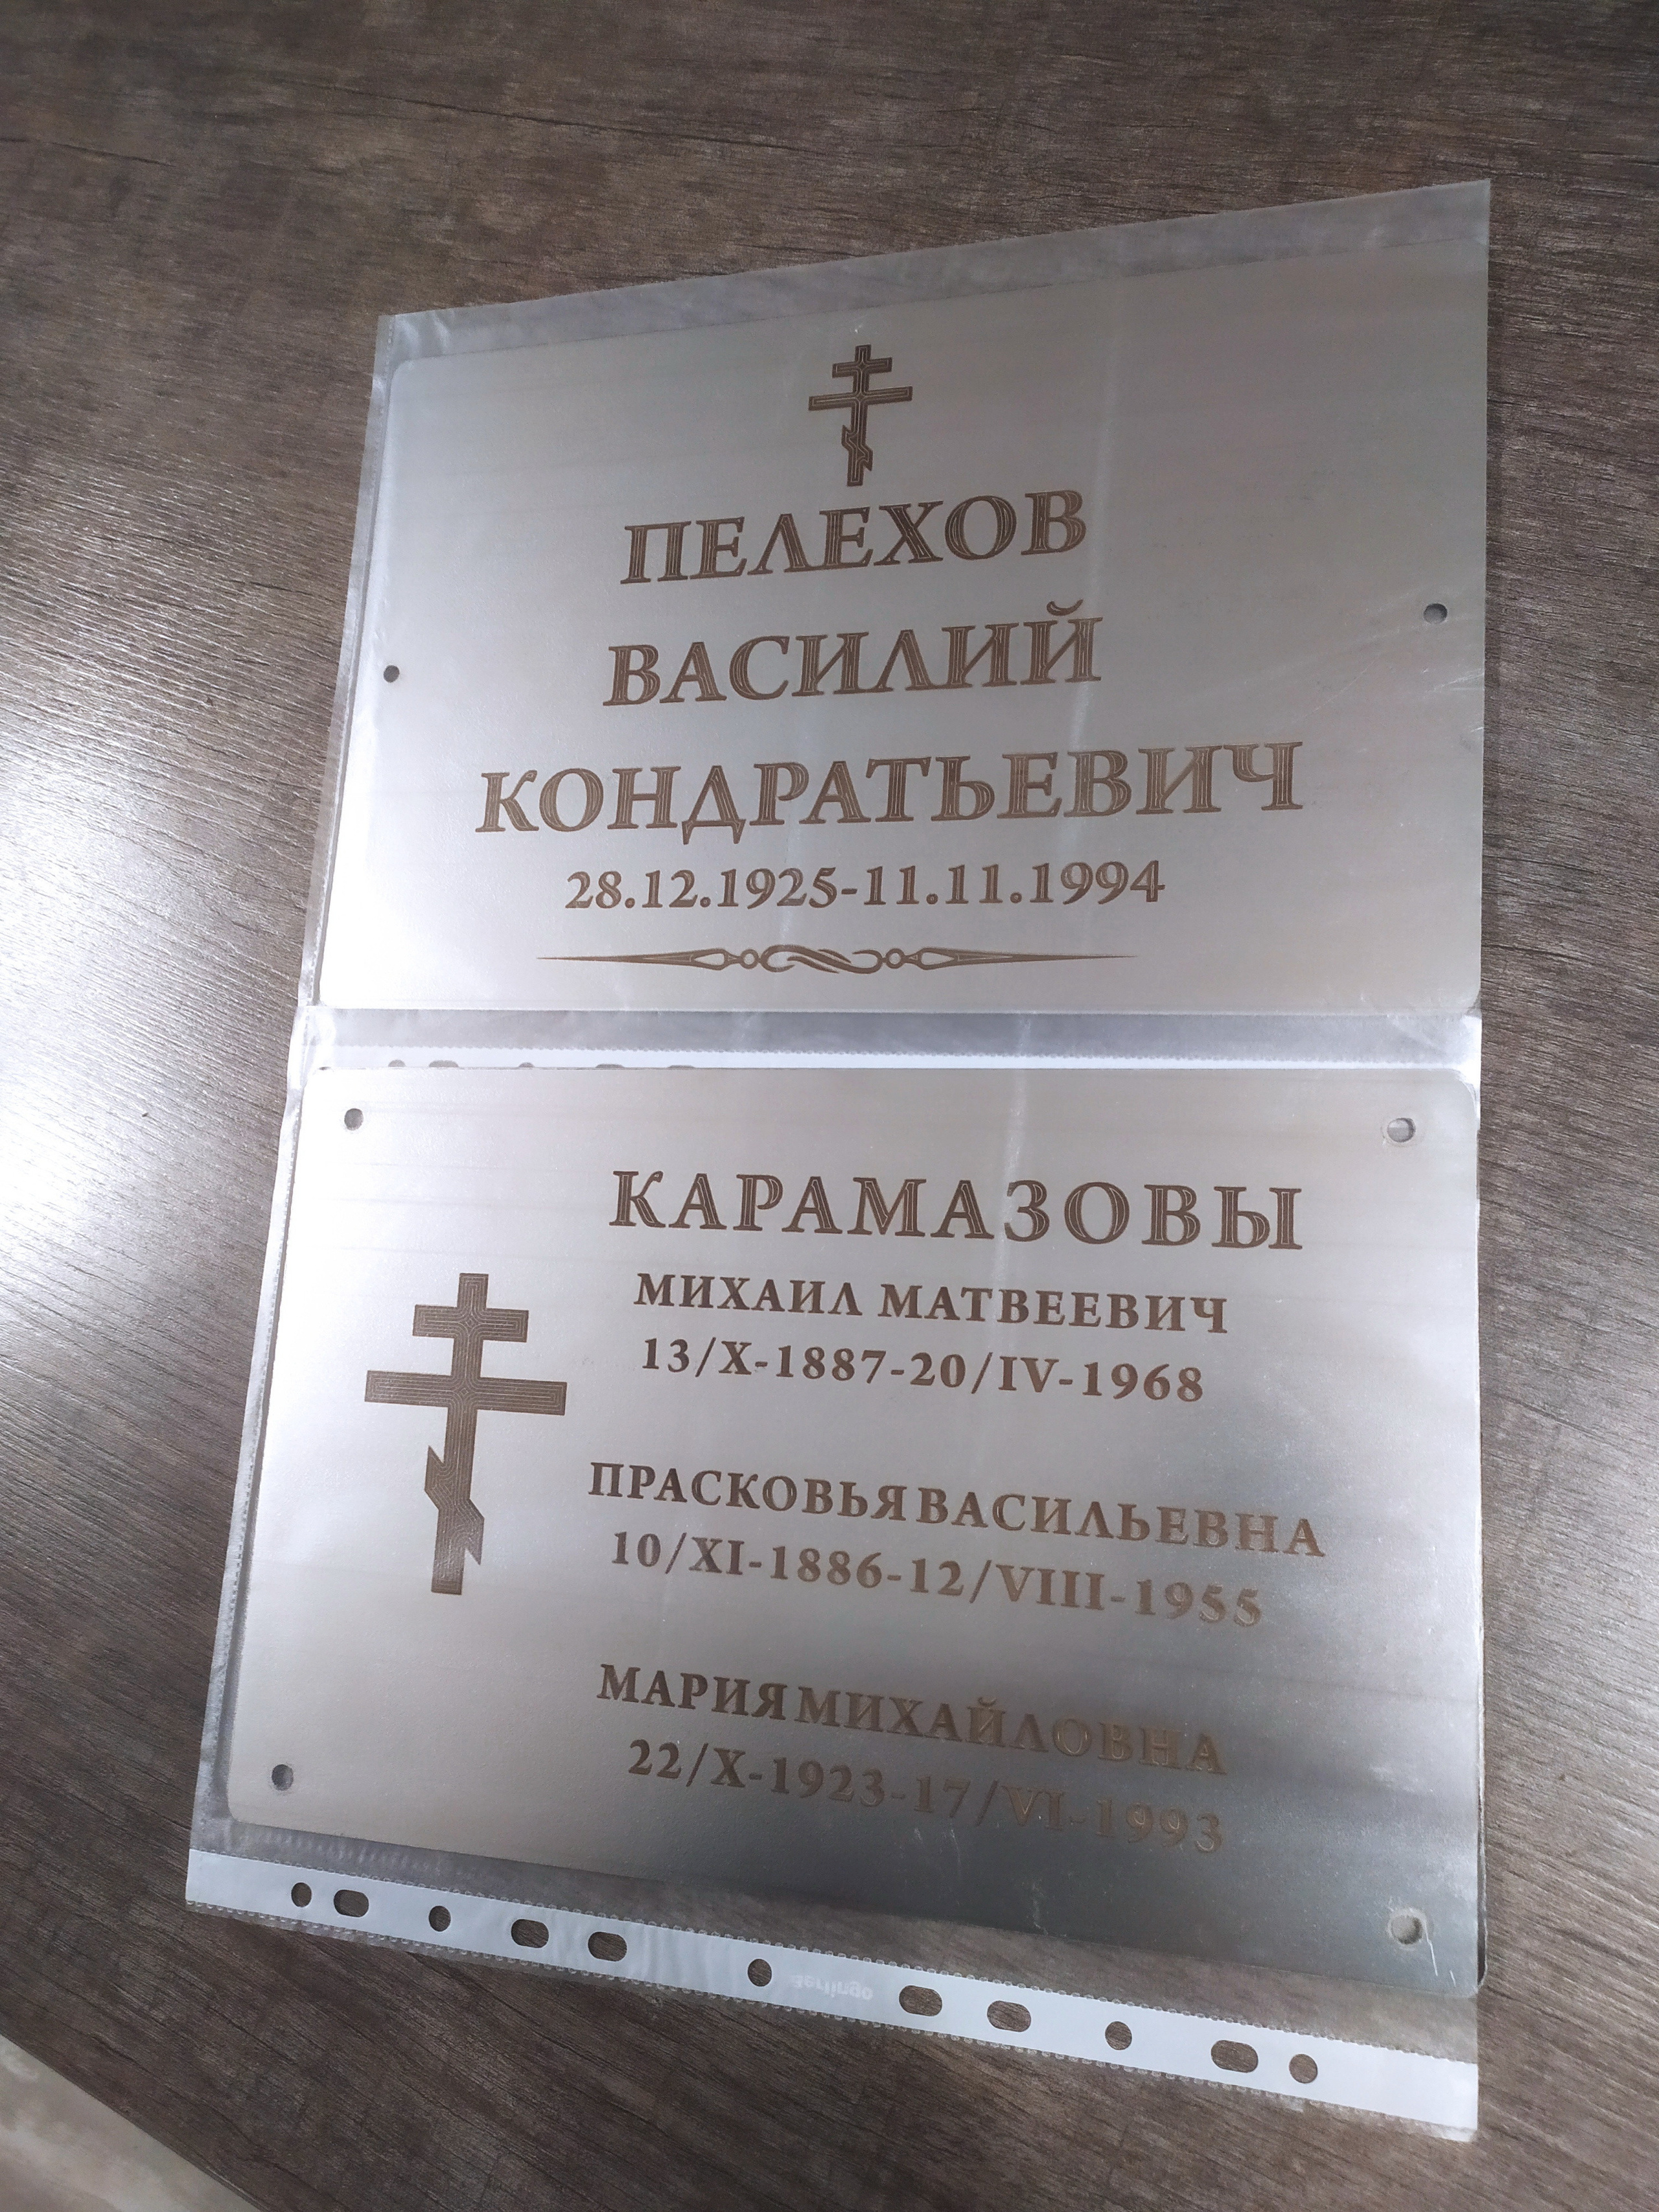 ПЕЛЕХОВ
ВАСИЛИЙ
КОНДРАТЬЕВИЧ
28.12.1925-11.11.1994
КАРАМАЗОВЫ
МИХАИЛ МАТВЕЕВИЧ
13/X-1887-20/IV-1968
ПРАСКОВЬЯ ВАСИЛЬЕВНА
10/XI-1886-12/VIII-1955
МАРИЯ МИХАЙЛОВНА
22/X-1923-17/VI-1993
Berlingo